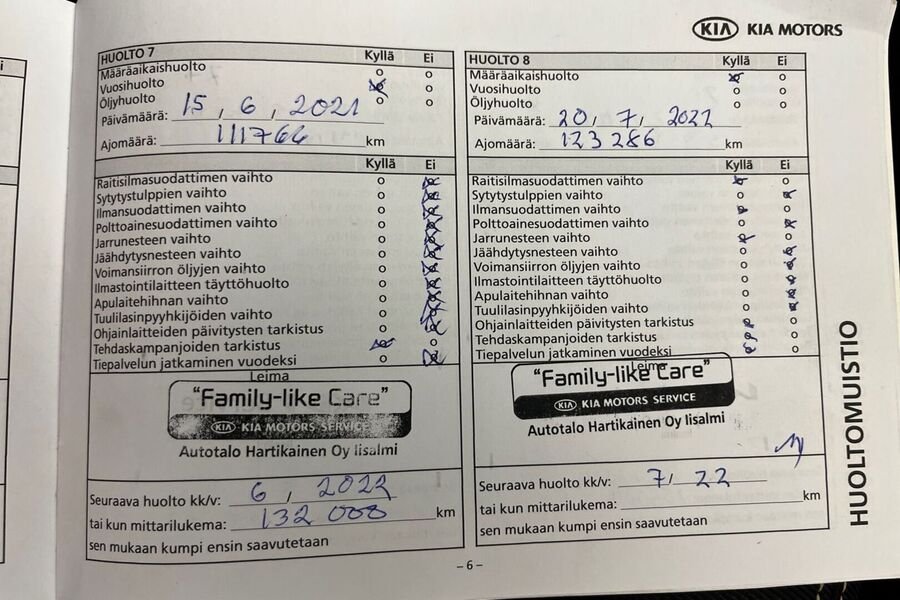 KIA KIA MOTORS
HUOLTO 7 Kyllä Ei
Määräaikaishuolto o o
Vuosihuolto o
Öljyhuolto o o
Päivämäärä: 15, 6, 2021
Ajomäärä: 111766 km
Kyllä Ei
Raitisilmasuodattimen vaihto o
Sytytystulppien vaihto o
Ilmansuodattimen vaihto o
Polttoainesuodattimen vaihto o
Jarrunesteen vaihto o
Jäähdytysnesteen vaihto o
Voimansiirron öljyjen vaihto o
Ilmastointilaitteen täyttöhuolto o
Apulaitehihnan vaihto o
Tuulilasinpyyhkijöiden vaihto o
Ohjainlaitteiden päivitysten tarkistus o
Tehdaskampanjoiden tarkistus o
Tiepalvelun jatkaminen vuodeksi o
Leima
"Family-like Care"
KIA KIA MOTORS SERVICE
Autotalo Hartikainen Oy Iisalmi
Seuraava huolto kk/v: 6, 2022
tai kun mittarilukema: 132 000 km
sen mukaan kumpi ensin saavutetaan
HUOLTO 8 Kyllä Ei
Määräaikaishuolto o
Vuosihuolto o o
Öljyhuolto o o
Päivämäärä: 20, 7, 2022
Ajomäärä: 123 286 km
Kyllä Ei
Raitisilmasuodattimen vaihto o
Sytytystulppien vaihto o
Ilmansuodattimen vaihto o
Polttoainesuodattimen vaihto o
Jarrunesteen vaihto o
Jäähdytysnesteen vaihto o
Voimansiirron öljyjen vaihto o
Ilmastointilaitteen täyttöhuolto o
Apulaitehihnan vaihto o
Tuulilasinpyyhkijöiden vaihto o
Ohjainlaitteiden päivitysten tarkistus o
Tehdaskampanjoiden tarkistus o
Tiepalvelun jatkaminen vuodeksi o
Leima
"Family-like Care"
KIA KIA MOTORS SERVICE
Autotalo Hartikainen Oy Iisalmi
Seuraava huolto kk/v: 7, 22
tai kun mittarilukema: km
sen mukaan kumpi ensin saavutetaan
HUOLTOMUISTIO
– 6 –